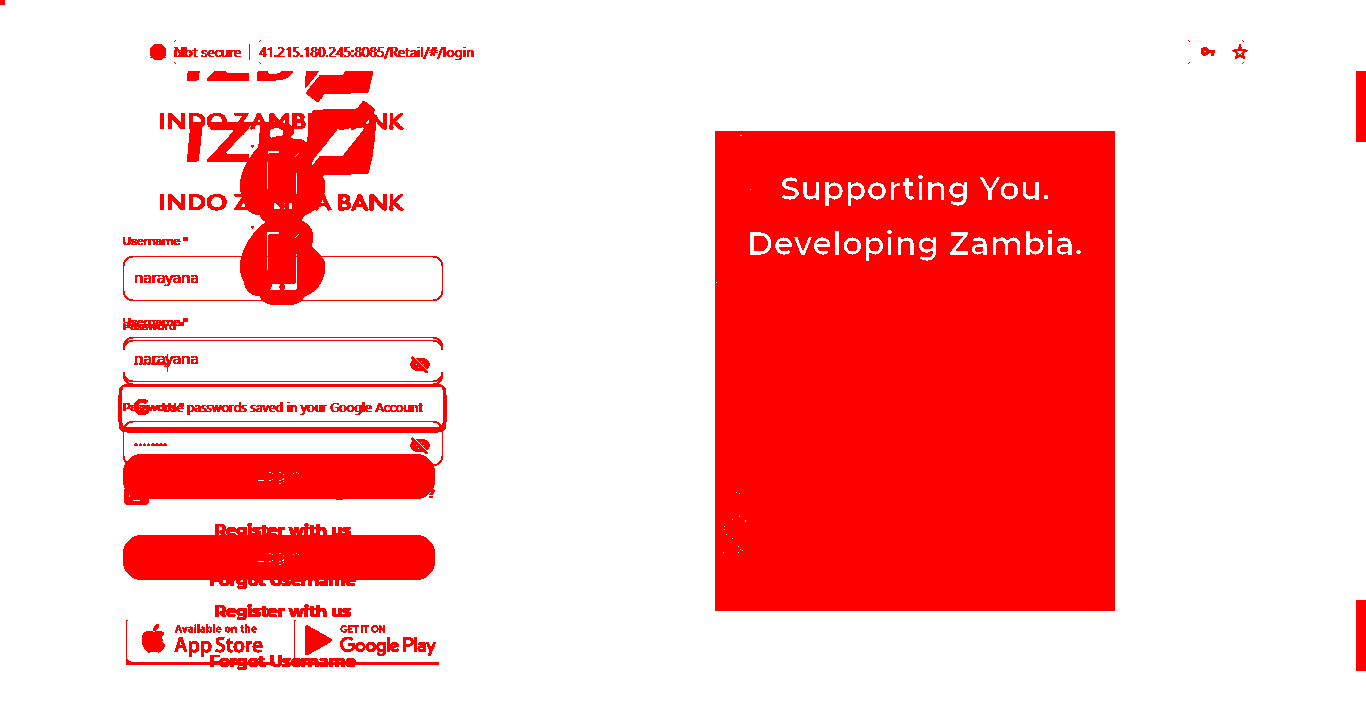 Not secure | 41.215.180.245:8085/Retail/#/login
IZB
INDO ZAMBIA BANK
IZB
INDO ZAMBIA BANK
Username *
narayana
Username *
Password
narayana
Password *
Use passwords saved in your Google Account
Login
Register with us
Login
Forgot Username
Register with us
Available on the
App Store
GET IT ON
Google Play
Forgot Username
Supporting You.
Developing Zambia.